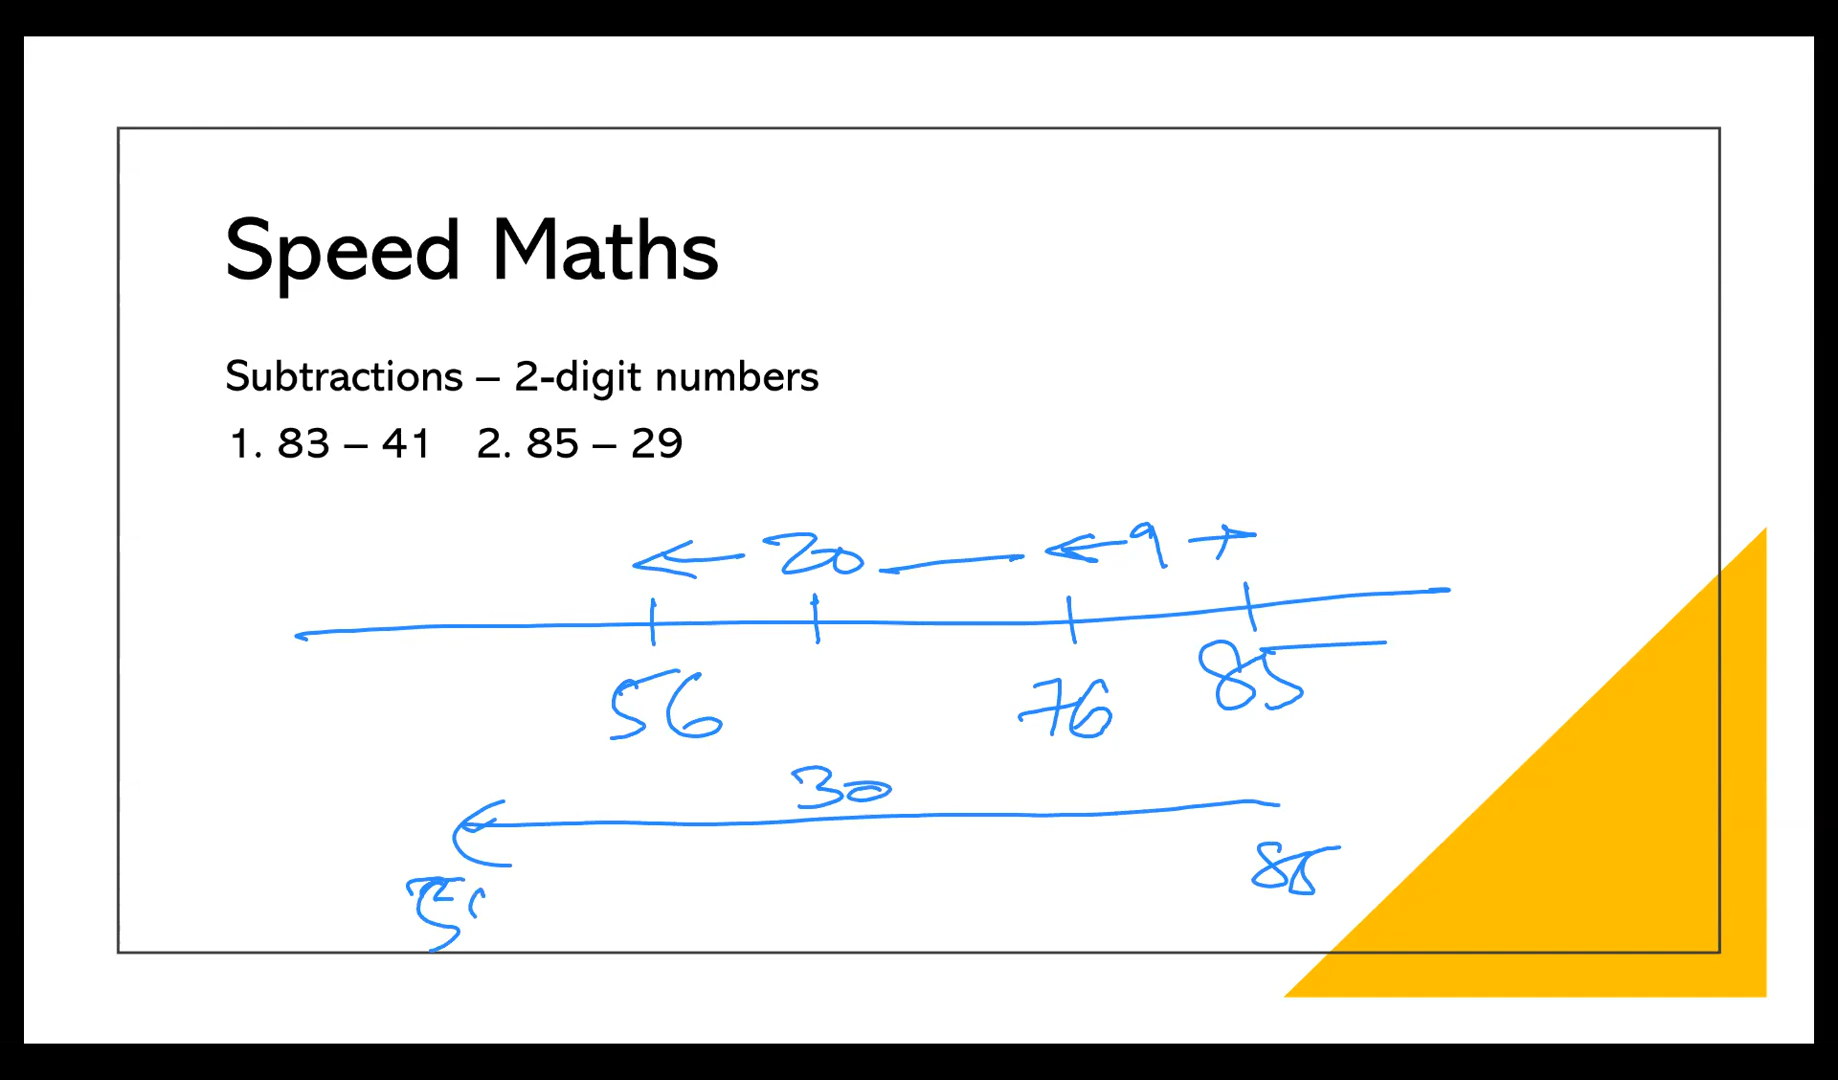 Speed Maths
Subtractions – 2-digit numbers
1. 83 – 41 2. 85 – 29
20 9
56 76 85
30
85